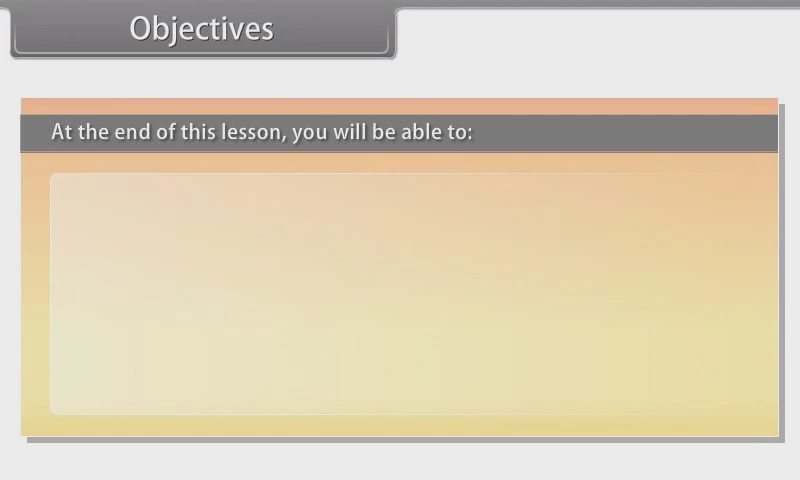 Objectives
At the end of this lesson, you will be able to: